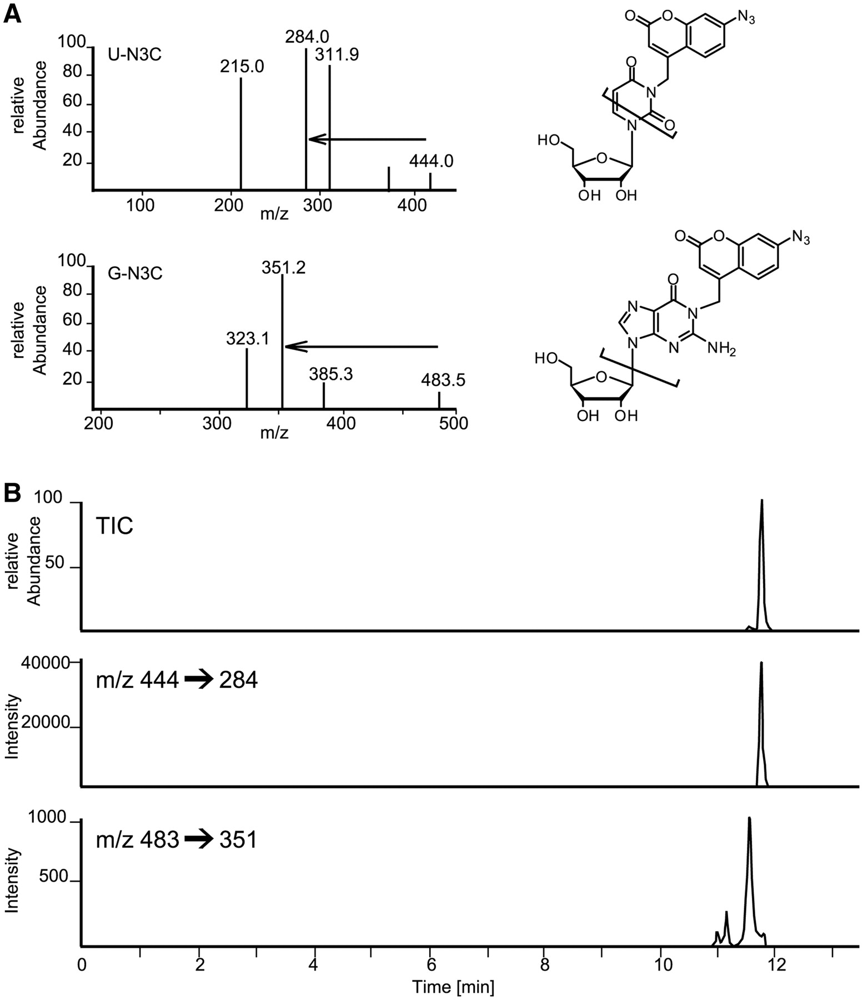 A
relative
Abundance
100
80
60
40
20
U-N3C
215.0
284.0
311.9
444.0
100
200
300
400
m/z
O
O
N3
O
N
N
O
HO
O
OH
OH
relative
Abundance
100
80
60
40
20
G-N3C
323.1
351.2
385.3
483.5
200
300
400
500
m/z
O
O
N3
O
N
N
N
N
NH2
HO
O
OH
OH
B
relative
Abundance
100
50
TIC
Intensity
40000
20000
m/z 444 → 284
Intensity
1000
500
m/z 483 → 351
0
2
4
6
8
10
12
Time [min]